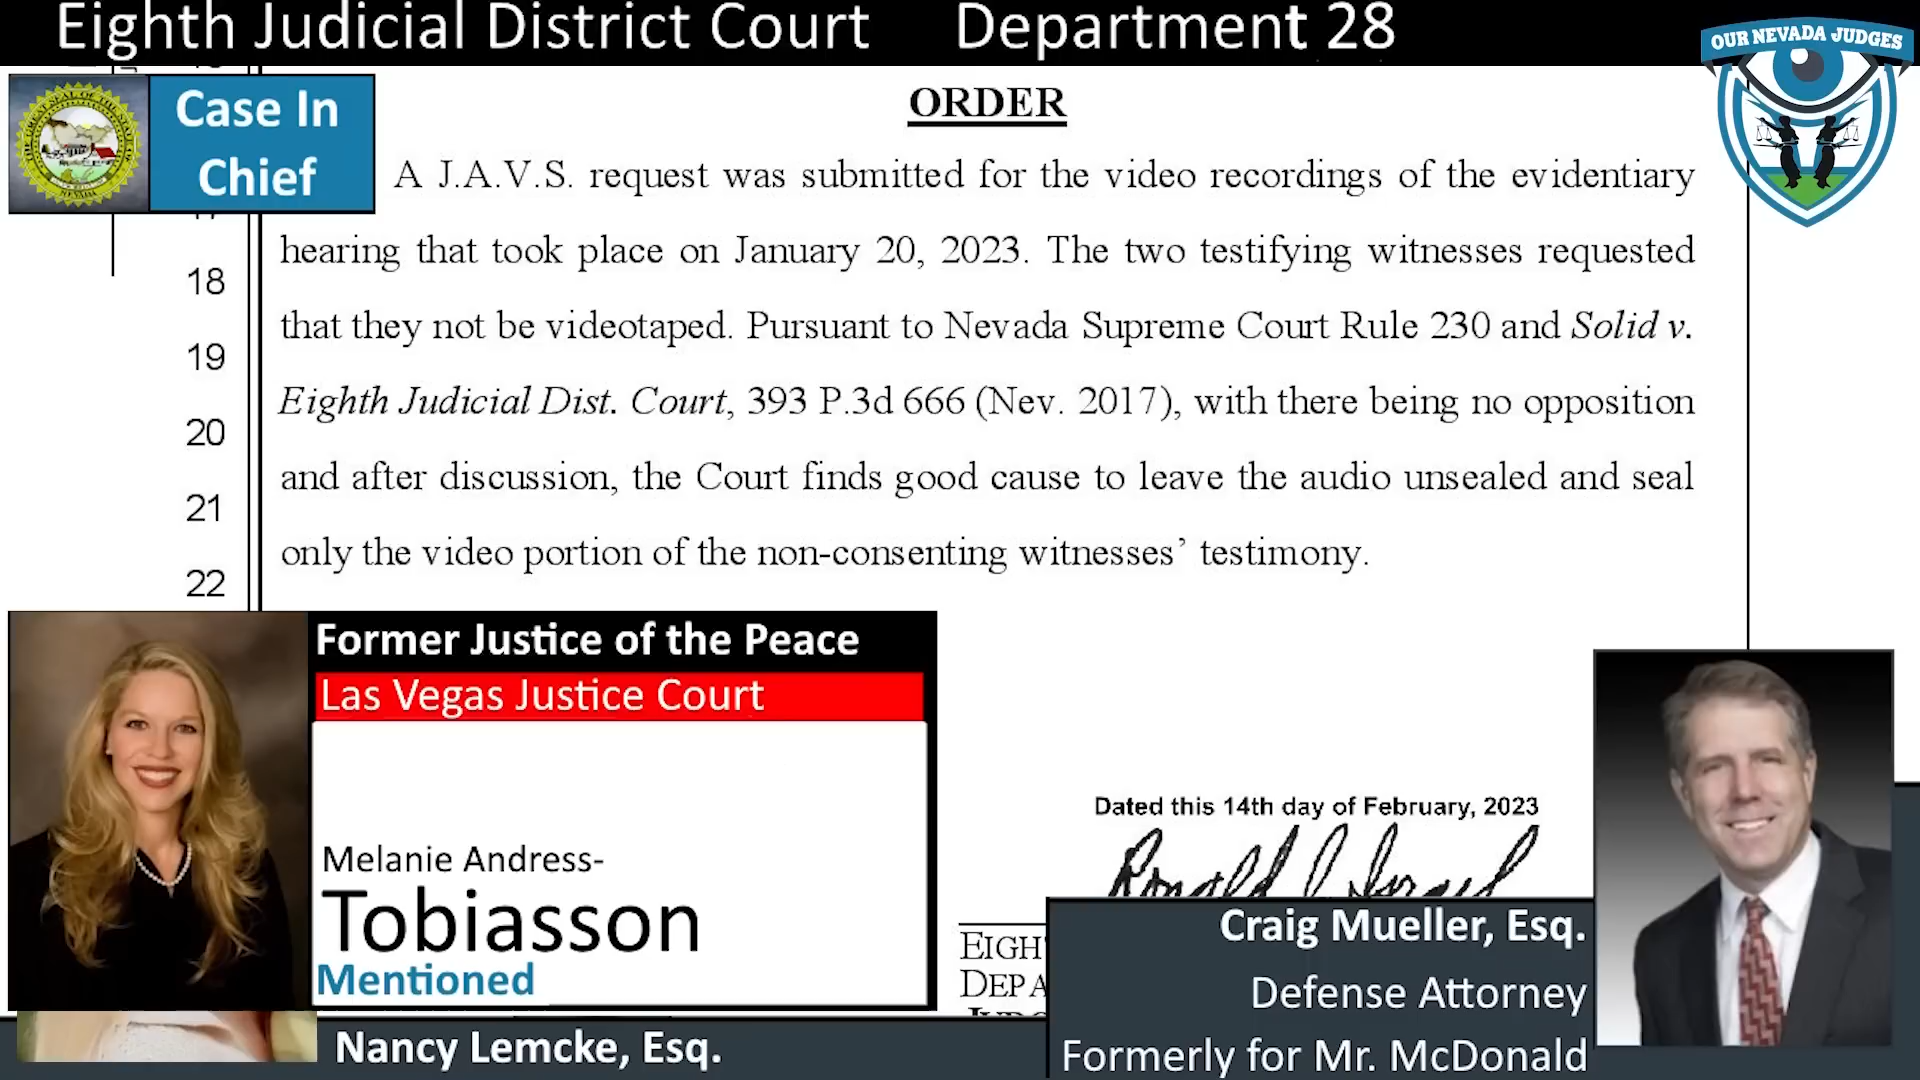 Eighth Judicial District Court Department 28
OUR NEVADA JUDGES
Case In
Chief
ORDER
A J.A.V.S. request was submitted for the video recordings of the evidentiary
hearing that took place on January 20, 2023. The two testifying witnesses requested
18
that they not be videotaped. Pursuant to Nevada Supreme Court Rule 230 and Solid v.
19
Eighth Judicial Dist. Court, 393 P.3d 666 (Nev. 2017), with there being no opposition
20
and after discussion, the Court finds good cause to leave the audio unsealed and seal
21
only the video portion of the non-consenting witnesses’ testimony.
22
Former Justice of the Peace
Las Vegas Justice Court
Melanie Andress-
Tobiasson
Mentioned
Nancy Lemcke, Esq.
Dated this 14th day of February, 2023
Craig Mueller, Esq.
Defense Attorney
Formerly for Mr. McDonald